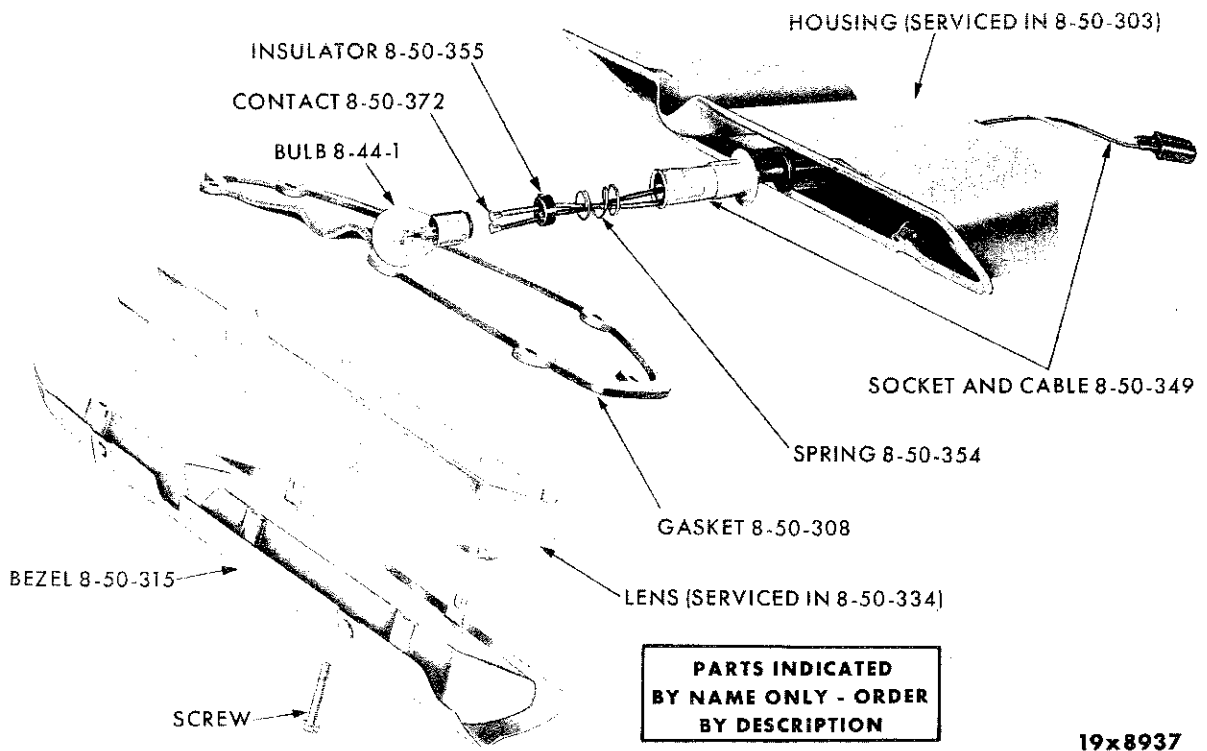 HOUSING (SERVICED IN 8-50-303)
INSULATOR 8-50-355
CONTACT 8-50-372
BULB 8-44-1
SOCKET AND CABLE 8-50-349
SPRING 8-50-354
GASKET 8-50-308
BEZEL 8-50-315
LENS (SERVICED IN 8-50-334)
PARTS INDICATED
BY NAME ONLY - ORDER
BY DESCRIPTION
SCREW
19x8937